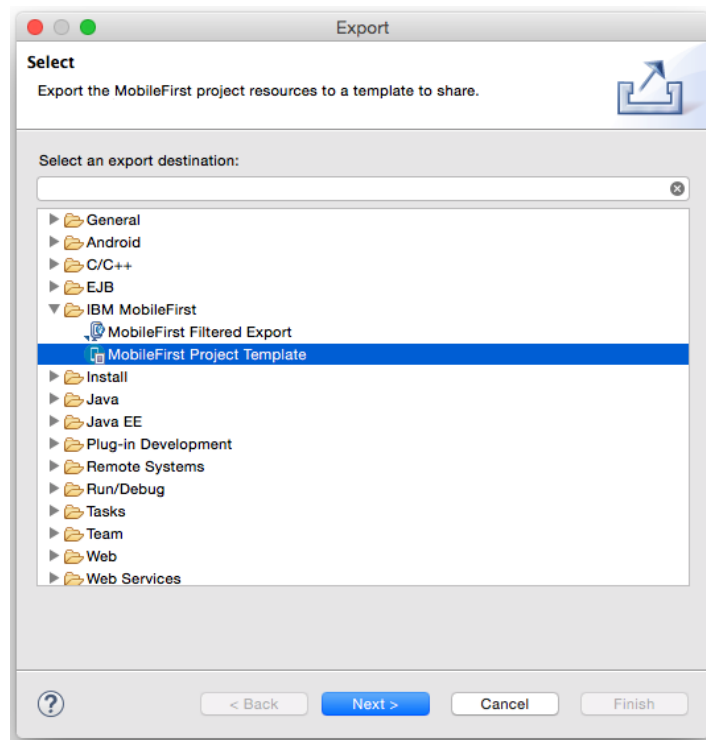 Export
Select
Export the MobileFirst project resources to a template to share.
Select an export destination:
General
Android
C/C++
EJB
IBM MobileFirst
MobileFirst Filtered Export
MobileFirst Project Template
Install
Java
Java EE
Plug-in Development
Remote Systems
Run/Debug
Tasks
Team
Web
Web Services
? < Back Next > Cancel Finish